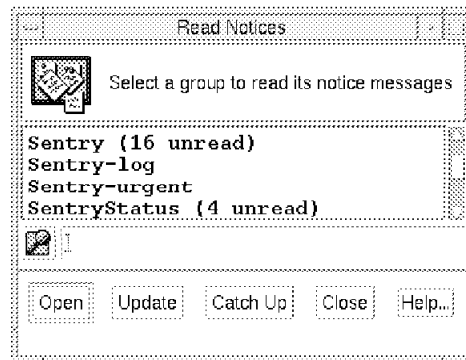 Read Notices
Select a group to read its notice messages
Sentry (16 unread)
Sentry-log
Sentry-urgent
SentryStatus (4 unread)
Open Update Catch Up Close Help...